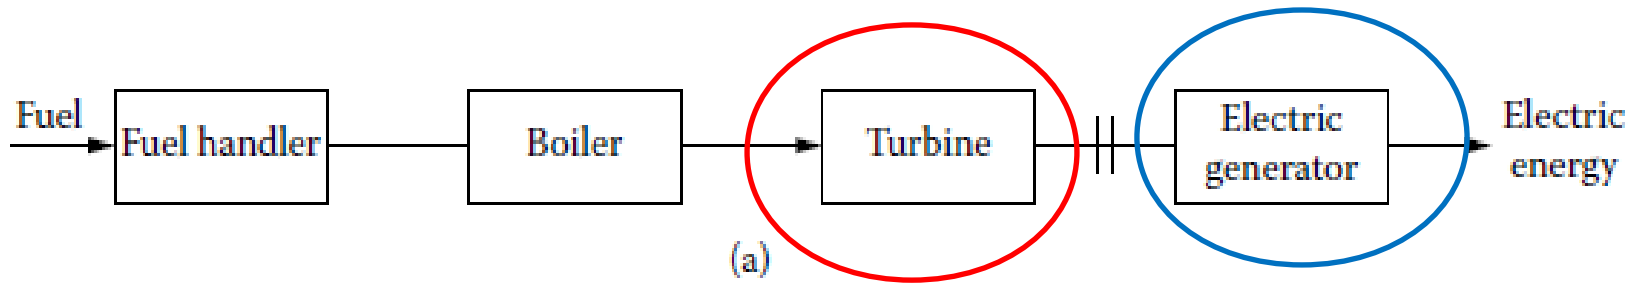 Fuel
Fuel handler
Boiler
Turbine
Electric
generator
Electric
energy
(a)